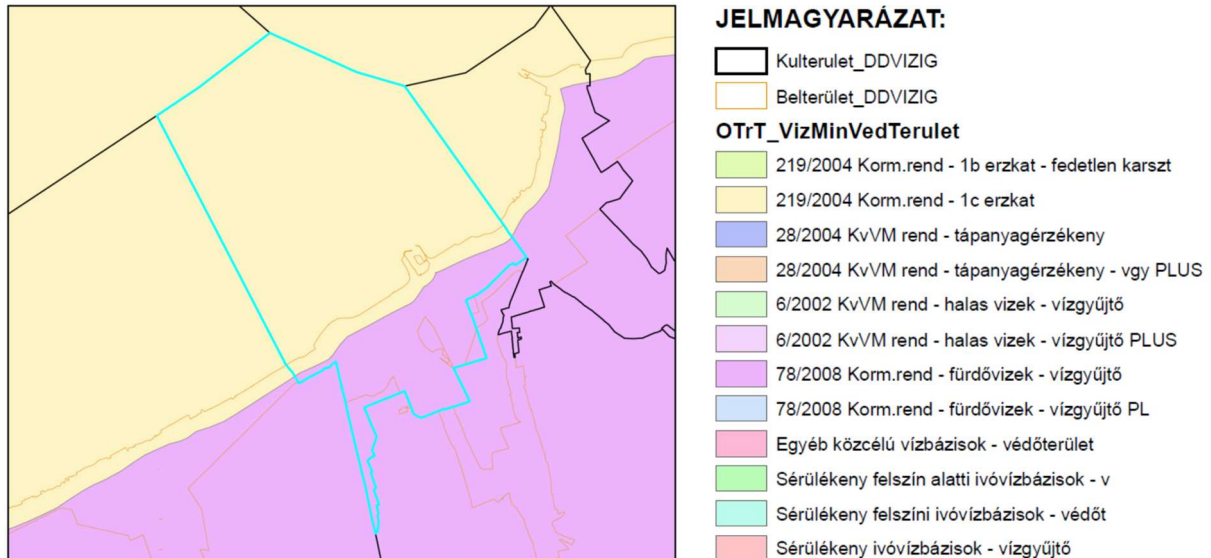 JELMAGYARÁZAT:
Kulterulet_DDVIZIG
Belterület_DDVIZIG
OTrT_VizMinVedTerulet
219/2004 Korm.rend - 1b erzkat - fedetlen karszt
219/2004 Korm.rend - 1c erzkat
28/2004 KvVM rend - tápanyagérzékeny
28/2004 KvVM rend - tápanyagérzékeny - vgy PLUS
6/2002 KvVM rend - halas vizek - vízgyűjtő
6/2002 KvVM rend - halas vizek - vízgyűjtő PLUS
78/2008 Korm.rend - fürdővizek - vízgyűjtő
78/2008 Korm.rend - fürdővizek - vízgyűjtő PL
Egyéb közcélú vízbázisok - védőterület
Sérülékeny felszín alatti ivóvízbázisok - v
Sérülékeny felszíni ivóvízbázisok - védőt
Sérülékeny ivóvízbázisok - vízgyűjtő